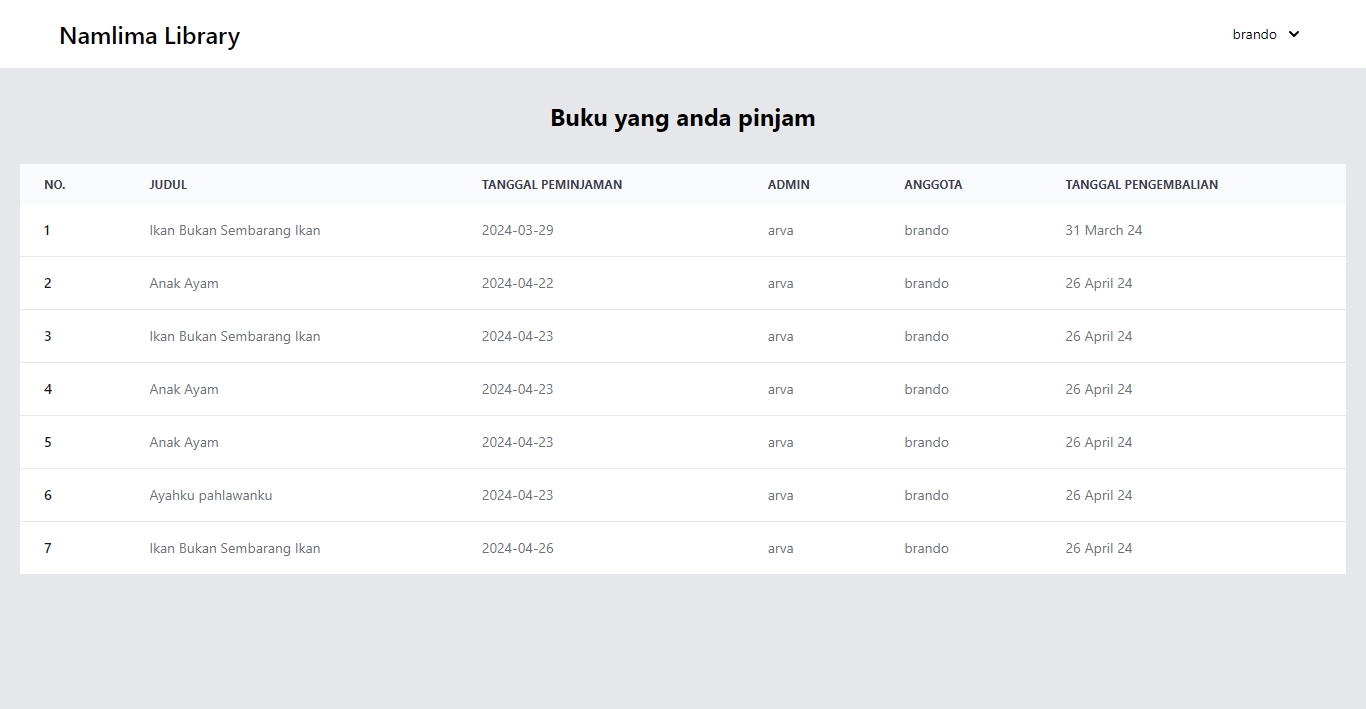 Namlima Library
brando
Buku yang anda pinjam
NO. JUDUL TANGGAL PEMINJAMAN ADMIN ANGGOTA TANGGAL PENGEMBALIAN
1 Ikan Bukan Sembarang Ikan 2024-03-29 arva brando 31 March 24
2 Anak Ayam 2024-04-22 arva brando 26 April 24
3 Ikan Bukan Sembarang Ikan 2024-04-23 arva brando 26 April 24
4 Anak Ayam 2024-04-23 arva brando 26 April 24
5 Anak Ayam 2024-04-23 arva brando 26 April 24
6 Ayahku pahlawanku 2024-04-23 arva brando 26 April 24
7 Ikan Bukan Sembarang Ikan 2024-04-26 arva brando 26 April 24